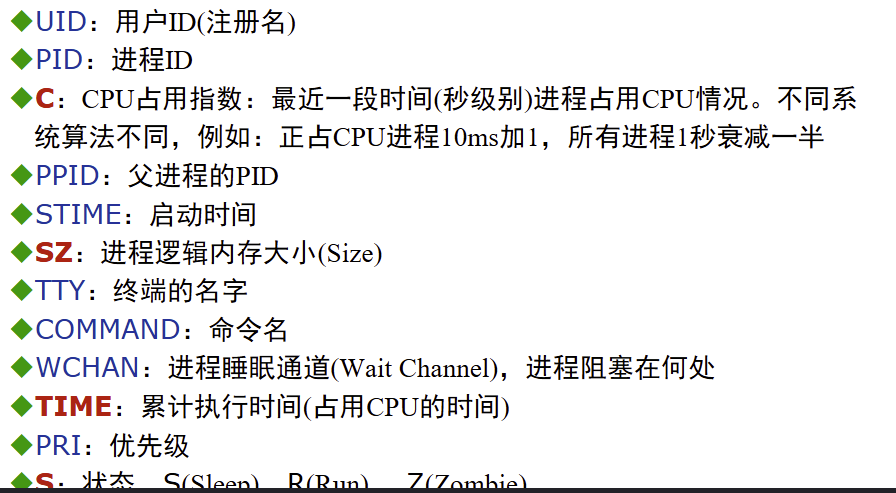 ◆UID：用户ID(注册名)
◆PID：进程ID
◆C：CPU占用指数：最近一段时间(秒级别)进程占用CPU情况。不同系
统算法不同，例如：正占CPU进程10ms加1，所有进程1秒衰减一半
◆PPID：父进程的PID
◆STIME：启动时间
◆SZ：进程逻辑内存大小(Size)
◆TTY：终端的名字
◆COMMAND：命令名
◆WCHAN：进程睡眠通道(Wait Channel)，进程阻塞在何处
◆TIME：累计执行时间(占用CPU的时间)
◆PRI：优先级
◆S：状态，S(Sleep)，R(Run)， Z(Zombie)